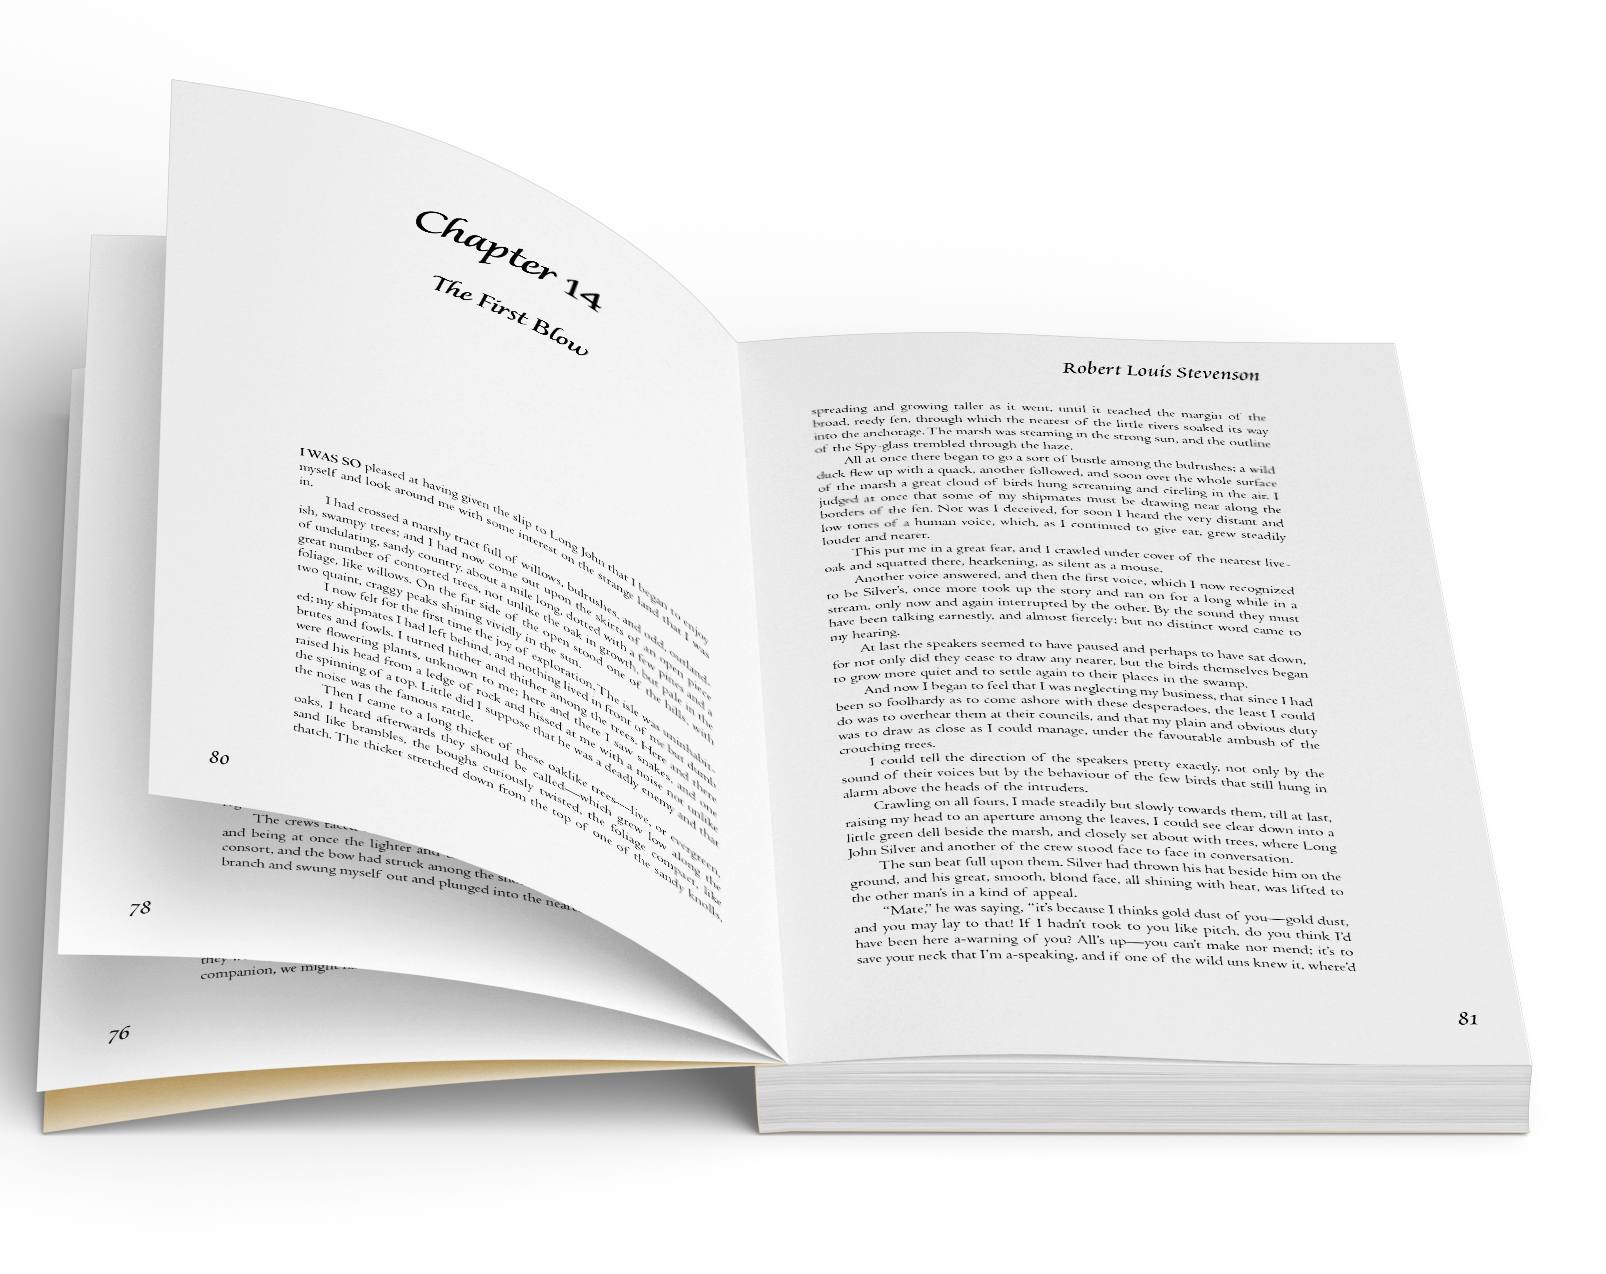 Chapter 14
The First Blow
I WAS SO pleased at having given the slip to Long John that I began to enjoy
myself and look around me with some interest on the strange land that I was
in.
I had crossed a marshy tract full of willows, bulrushes, and odd, outland-
ish, swampy trees; and I had now come out upon the skirts of an open piece
of undulating, sandy country, about a mile long, dotted with a few pines and a
great number of contorted trees, not unlike the oak in growth, but pale in the
foliage, like willows. On the far side of the open stood one of the hills, with
two quaint, craggy peaks shining vividly in the sun.
I now felt for the first time the joy of exploration. The isle was uninhabit-
ed; my shipmates I had left behind, and nothing lived in front of me but dumb
brutes and fowls. I turned hither and thither among the trees. Here and there
were flowering plants, unknown to me; here and there I saw snakes, and one
raised his head from a ledge of rock and hissed at me with a noise not unlike
the spinning of a top. Little did I suppose that he was a deadly enemy and that
the noise was the famous rattle.
Then I came to a long thicket of these oaklike trees—live, or evergreen,
oaks, I heard afterwards they should be called—which grew low along the
sand like brambles, the boughs curiously twisted, the foliage compact, like
thatch. The thicket stretched down from the top of one of the sandy knolls,
80
The crews raced
and being at once the lighter and
consort, and the bow had struck among the
branch and swung myself out and plunged into the
78
they
companion, we might
76
Robert Louis Stevenson
spreading and growing taller as it went, until it reached the margin of the
broad, reedy fen, through which the nearest of the little rivers soaked its way
into the anchorage. The marsh was steaming in the strong sun, and the outline
of the Spy-glass trembled through the haze.
All at once there began to go a sort of bustle among the bulrushes; a wild
duck flew up with a quack, another followed, and soon over the whole surface
of the marsh a great cloud of birds hung screaming and circling in the air. I
judged at once that some of my shipmates must be drawing near along the
borders of the fen. Nor was I deceived, for soon I heard the very distant and
low tones of a human voice, which, as I continued to give ear, grew steadily
louder and nearer.
This put me in a great fear, and I crawled under cover of the nearest live-
oak and squatted there, hearkening, as silent as a mouse.
Another voice answered, and then the first voice, which I now recognized
to be Silver's, once more took up the story and ran on for a long while in a
stream, only now and again interrupted by the other. By the sound they must
have been talking earnestly, and almost fiercely; but no distinct word came to
my hearing.
At last the speakers seemed to have paused and perhaps to have sat down,
for not only did they cease to draw any nearer, but the birds themselves began
to grow more quiet and to settle again to their places in the swamp.
And now I began to feel that I was neglecting my business, that since I had
been so foolhardy as to come ashore with these desperadoes, the least I could
do was to overhear them at their councils, and that my plain and obvious duty
was to draw as close as I could manage, under the favourable ambush of the
crouching trees.
I could tell the direction of the speakers pretty exactly, not only by the
sound of their voices but by the behaviour of the few birds that still hung in
alarm above the heads of the intruders.
Crawling on all fours, I made steadily but slowly towards them, till at last,
raising my head to an aperture among the leaves, I could see clear down into a
little green dell beside the marsh, and closely set about with trees, where Long
John Silver and another of the crew stood face to face in conversation.
The sun beat full upon them. Silver had thrown his hat beside him on the
ground, and his great, smooth, blond face, all shining with heat, was lifted to
the other man's in a kind of appeal.
“Mate,” he was saying, “it's because I thinks gold dust of you—gold dust,
and you may lay to that! If I hadn't took to you like pitch, do you think I'd
have been here a-warning of you? All's up—you can't make nor mend; it's to
save your neck that I'm a-speaking, and if one of the wild uns knew it, where'd
81